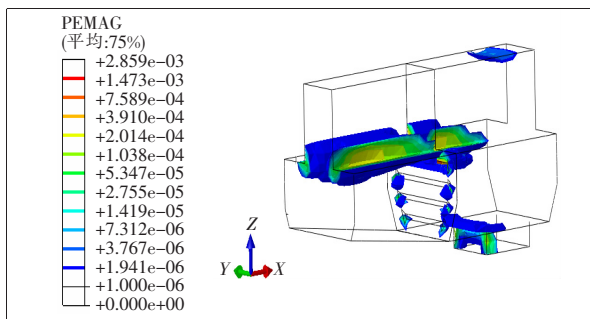 PEMAG
(平均:75%)
+2.859e-03
+1.473e-03
+7.589e-04
+3.910e-04
+2.014e-04
+1.038e-04
+5.347e-05
+2.755e-05
+1.419e-05
+7.312e-06
+3.767e-06
+1.941e-06
+1.000e-06
+0.000e+00
Z
Y
X